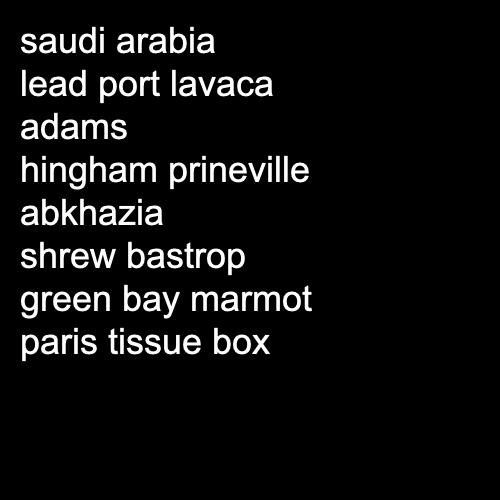 saudi arabia
lead port lavaca
adams
hingham prineville
abkhazia
shrew bastrop
green bay marmot
paris tissue box